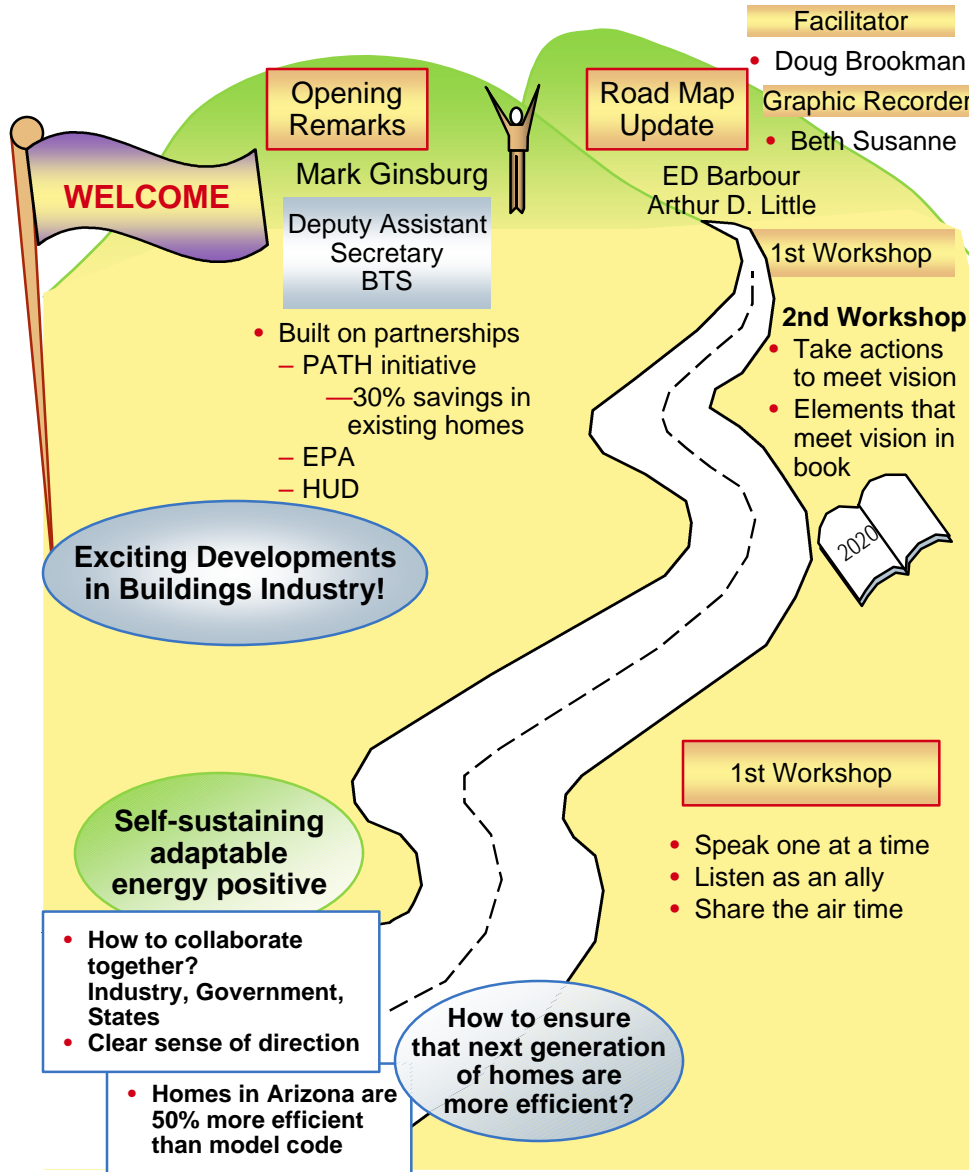 Facilitator
• Doug Brookman
Graphic Recorder
• Beth Susanne
WELCOME
Opening
Remarks
Mark Ginsburg
Deputy Assistant
Secretary
BTS
• Built on partnerships
– PATH initiative
—30% savings in
existing homes
– EPA
– HUD
Road Map
Update
ED Barbour
Arthur D. Little
1st Workshop
2nd Workshop
• Take actions
to meet vision
• Elements that
meet vision in
book
2020
Exciting Developments
in Buildings Industry!
1st Workshop
• Speak one at a time
• Listen as an ally
• Share the air time
Self-sustaining
adaptable
energy positive
• How to collaborate
together?
Industry, Government,
States
• Clear sense of direction
How to ensure
that next generation
of homes are
more efficient?
• Homes in Arizona are
50% more efficient
than model code